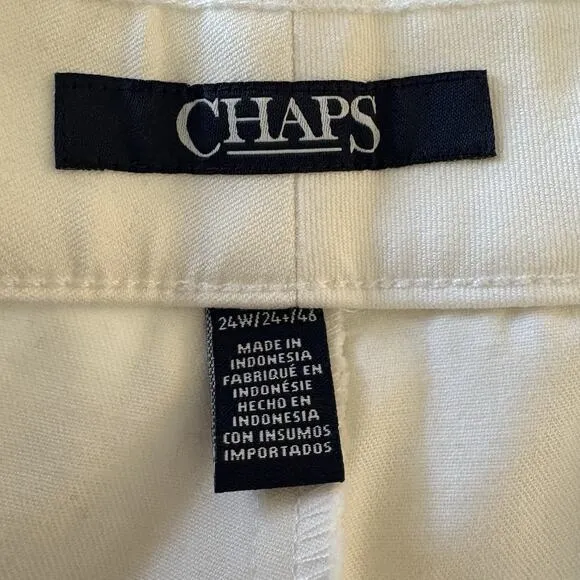 CHAPS
24W/24+/46
MADE IN
INDONESIA
FABRIQUÉ EN
INDONÉSIE
HECHO EN
INDONESIA
CON INSUMOS
IMPORTADOS